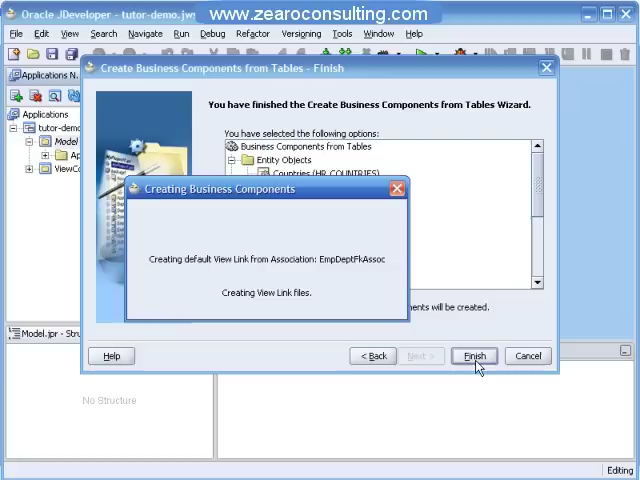 Oracle JDeveloper - tutor-demo.jws
www.zearoconsulting.com
File Edit View Search Navigate Run Debug Refactor Versioning Tools Window Help
Applications N.
Create Business Components from Tables - Finish
You have finished the Create Business Components from Tables Wizard.
You have selected the following options:
Applications
tutor-demo
Model
Ap
ViewCo
Business Components from Tables
Entity Objects
Countries (HR.COUNTRIES)
Creating Business Components
Creating default View Link from Association: EmpDeptFkAssoc
Creating View Link files.
nents will be created.
Model.jpr - Stru
Help
< Back
Next >
Finish
Cancel
No Structure
Editing